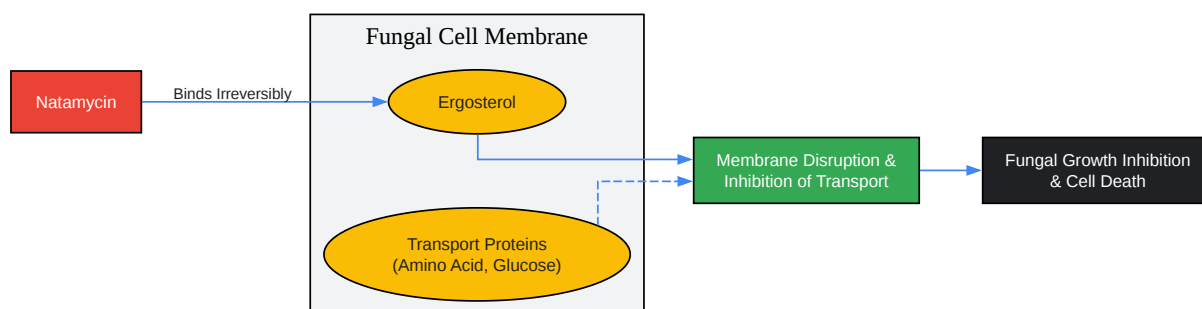 Fungal Cell Membrane
Natamycin
Binds Irreversibly
Ergosterol
Membrane Disruption &
Inhibition of Transport
Fungal Growth Inhibition
& Cell Death
Transport Proteins
(Amino Acid, Glucose)